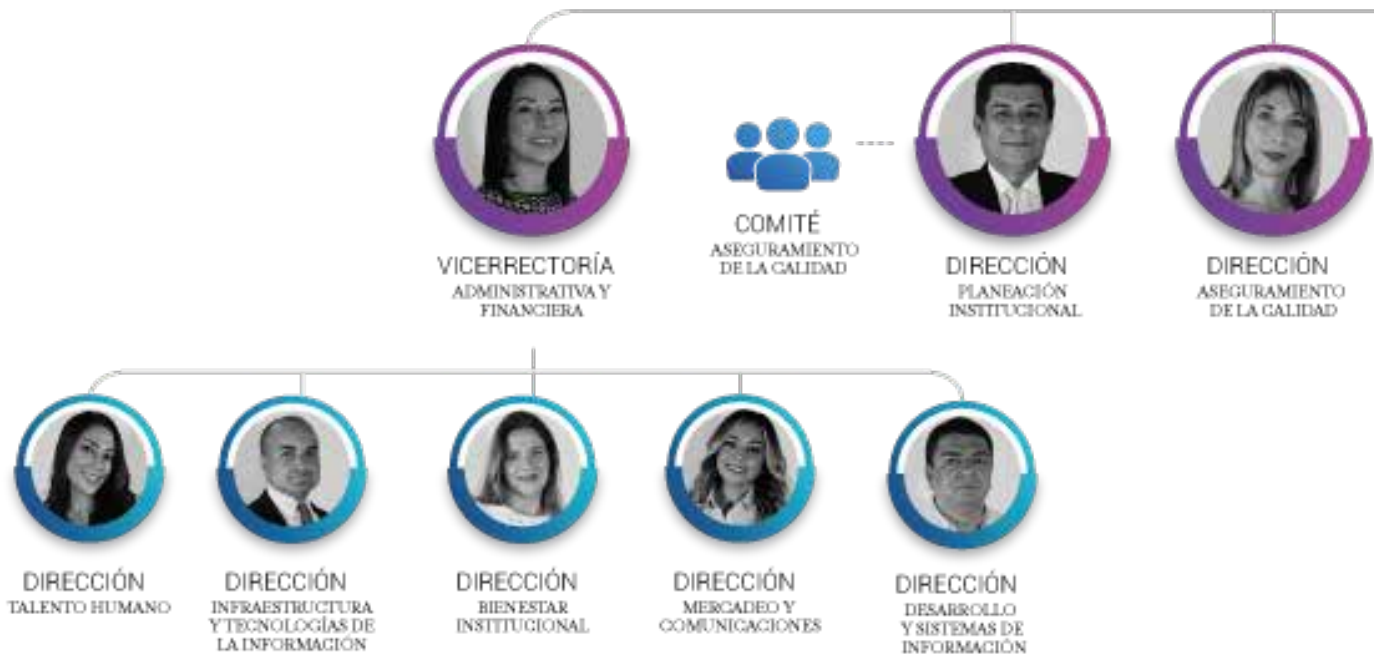 VICERRECTORÍA
ADMINISTRATIVA Y
FINANCIERA
COMITÉ
ASEGURAMIENTO
DE LA CALIDAD
DIRECCIÓN
PLANEACIÓN
INSTITUCIONAL
DIRECCIÓN
ASEGURAMIENTO
DE LA CALIDAD
DIRECCIÓN
TALENTO HUMANO
DIRECCIÓN
INFRAESTRUCTURA
Y TECNOLOGÍAS DE
LA INFORMACIÓN
DIRECCIÓN
BIENESTAR
INSTITUCIONAL
DIRECCIÓN
MERCADEO Y
COMUNICACIONES
DIRECCIÓN
DESARROLLO
Y SISTEMAS DE
INFORMACIÓN